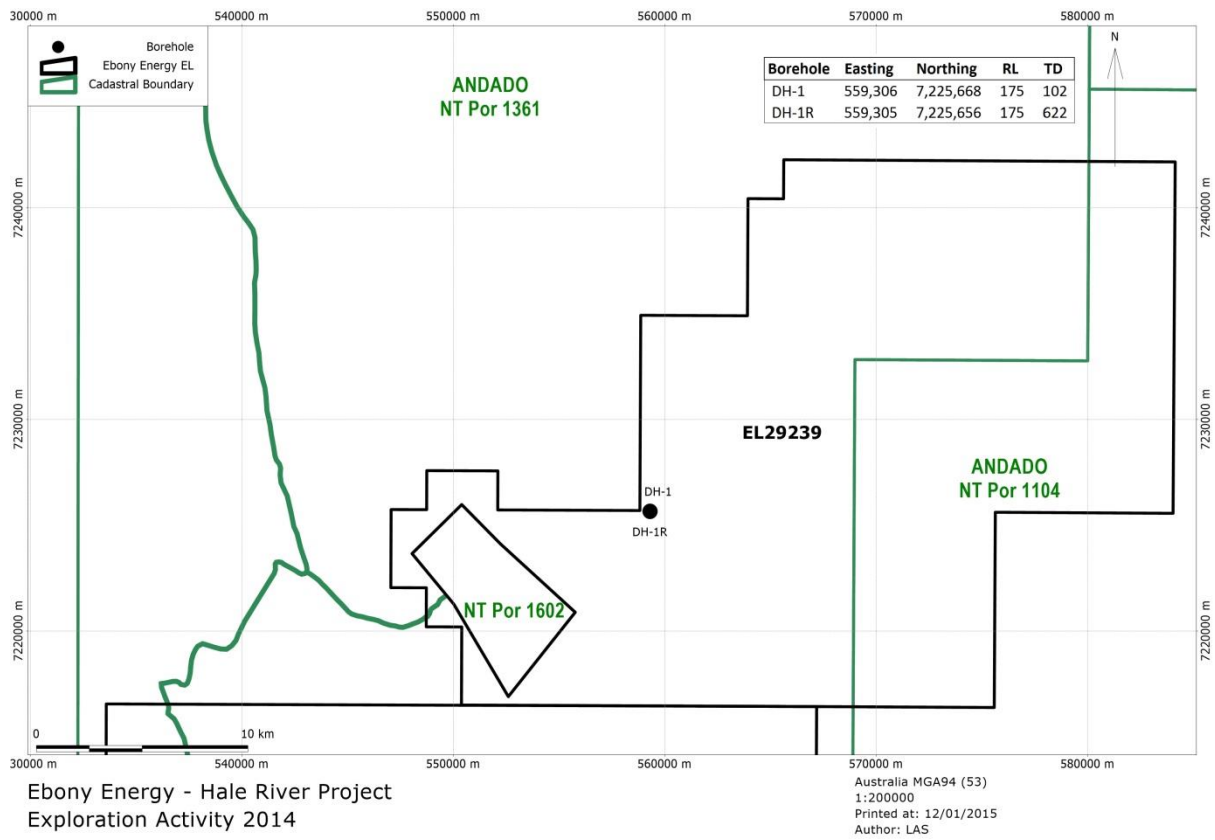 30000 m 540000 m 550000 m 560000 m 570000 m 580000 m
Borehole
Ebony Energy EL
Cadastral Boundary
N
ANDADO
NT Por 1361
Borehole Easting Northing RL TD
DH-1 559,306 7,225,668 175 102
DH-1R 559,305 7,225,656 175 622
7240000 m 7240000 m
7230000 m 7230000 m
EL29239
ANDADO
NT Por 1104
DH-1
DH-1R
NT Por 1602
7220000 m 7220000 m
0 10 km
30000 m 540000 m 550000 m 560000 m 570000 m 580000 m
Ebony Energy - Hale River Project
Exploration Activity 2014
Australia MGA94 (53)
1:200000
Printed at: 12/01/2015
Author: LAS